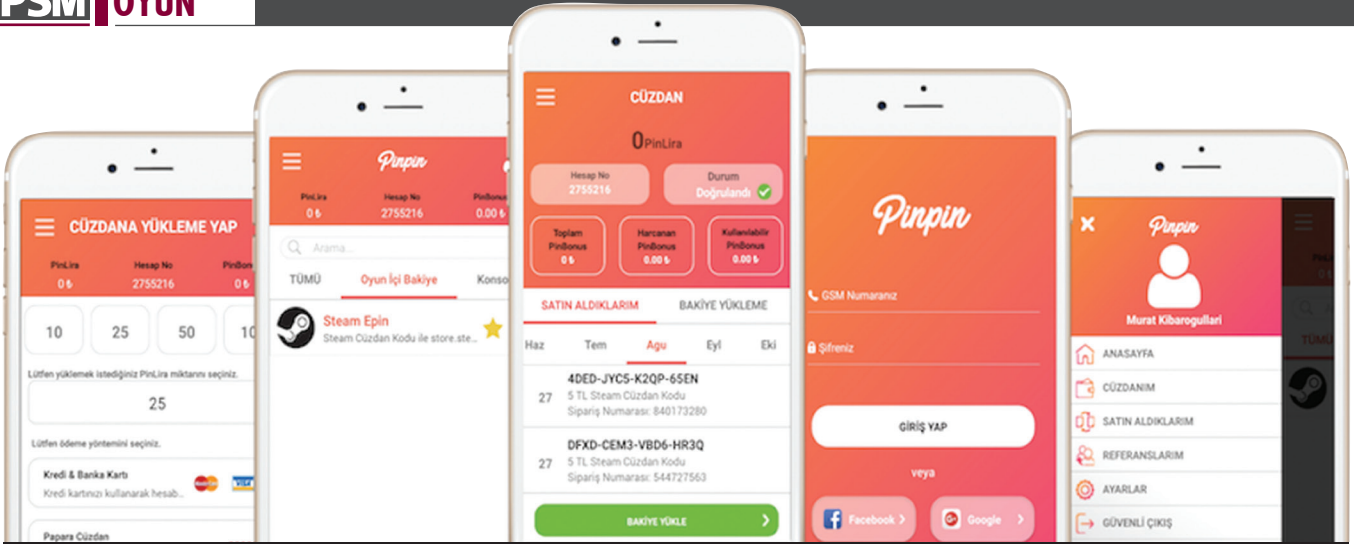 PSM OYUN
CÜZDANA YÜKLEME YAP
PinLira Hesap No
0 ₺ 2755216 0 ₺
10 25 50
Lütfen yüklemek istediğiniz PinLira miktarını seçiniz.
25
Lütfen ödeme yöntemini seçiniz.
Kredi & Banka Kartı
Kredi kartınızı kullanarak hesab..
MasterCard VISA
Papara Cüzdan
Pinpin
PinLira Hesap No PinBonus
0 ₺ 2755216 0.00 ₺
Arama...
TÜMÜ Oyun İçi Bakiye
Steam Epin
Steam Cüzdan Kodu ile store.ste...
CÜZDAN
0 PinLira
Hesap No
2755216
Durum
Doğrulandı
Toplam
PinBonus
0 ₺
Harcanan
PinBonus
0.00 ₺
Kullanılabilir
PinBonus
0.00 ₺
SATIN ALDIKLARIM BAKİYE YÜKLEME
Haz Tem Agu Eyl Eki
4DED-JYC5-K2QP-65EN
27 5 TL Steam Cüzdan Kodu
Sipariş Numarası: 840173280
DFXD-CEM3-VBD6-HR3Q
27 5 TL Steam Cüzdan Kodu
Sipariş Numarası: 544727563
BAKİYE YÜKLE
Pinpin
GSM Numaranız
Şifreniz
GİRİŞ YAP
veya
Facebook Google
Pinpin
Murat Kibarogullari
ANASAYFA
CÜZDANIM
SATIN ALDIKLARIM
REFERANSLARIM
AYARLAR
GÜVENLİ ÇIKIŞ
TÜMÜ